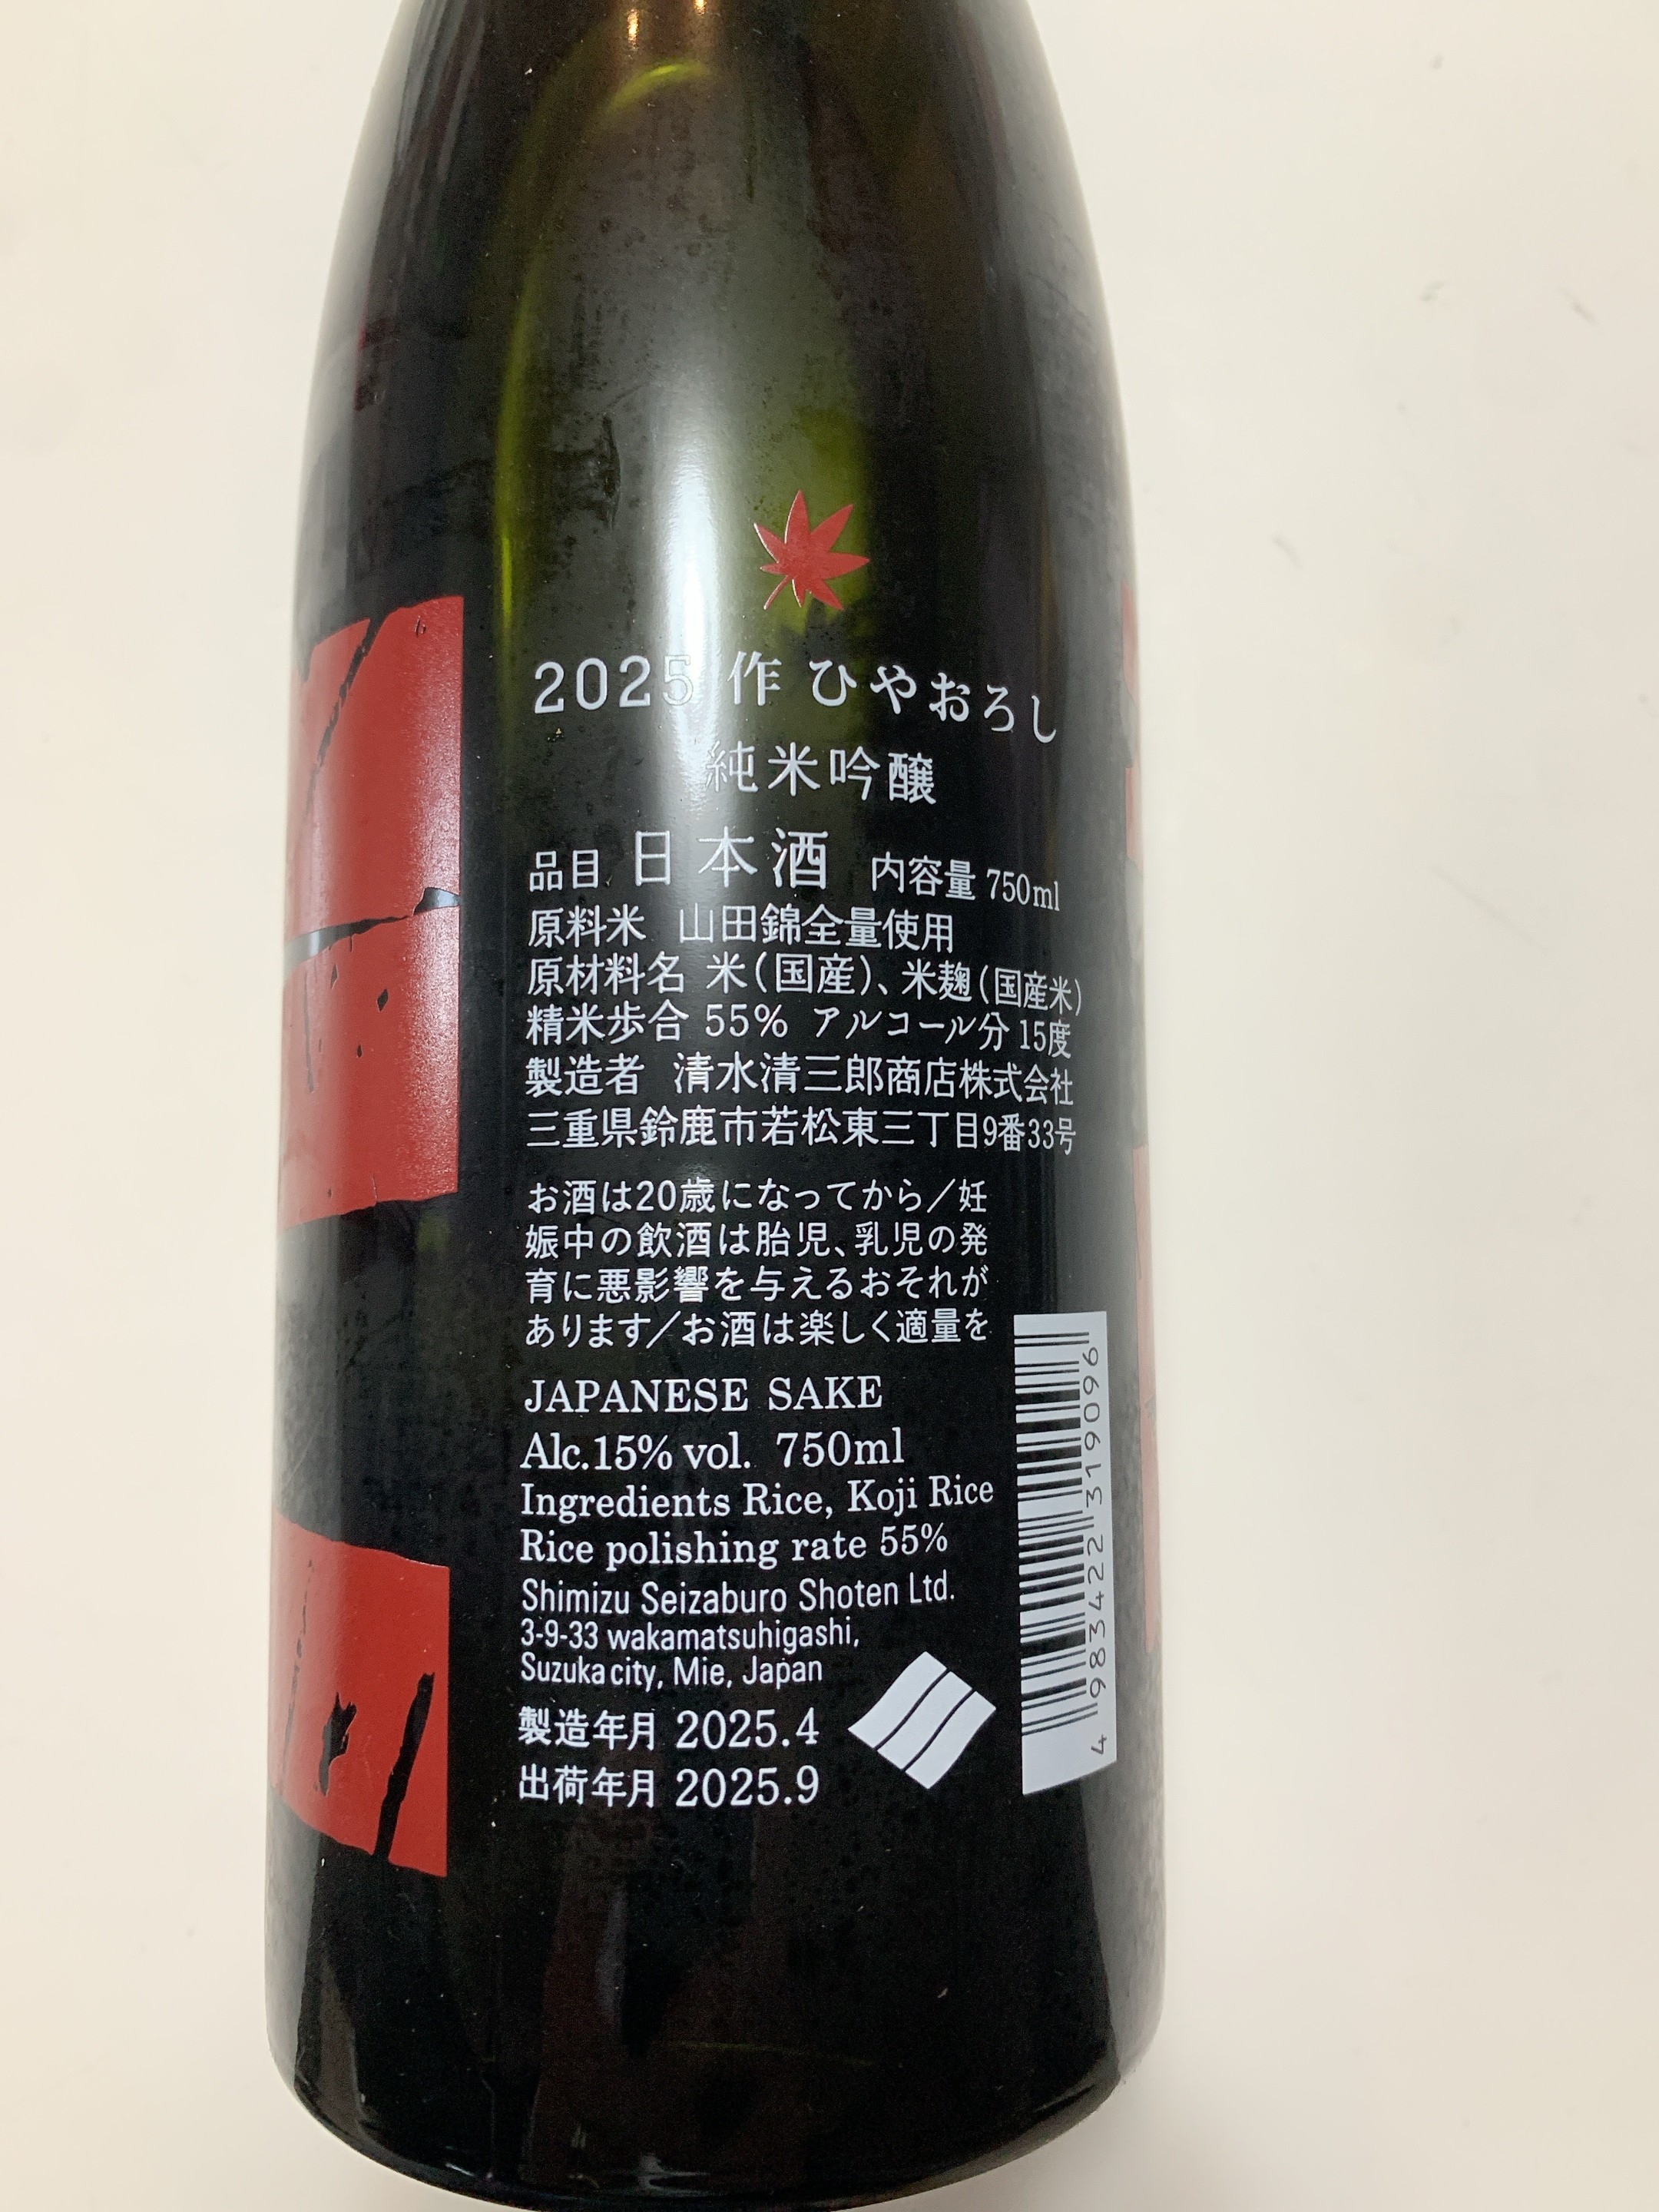 2025 作 ひやおろし
純米吟醸
品目 日本酒 内容量 750ml
原料米 山田錦全量使用
原材料名 米(国産)、米麹(国産米)
精米歩合 55% アルコール分 15度
製造者 清水清三郎商店株式会社
三重県鈴鹿市若松東三丁目9番33号
お酒は20歳になってから/妊
娠中の飲酒は胎児、乳児の発
育に悪影響を与えるおそれが
あります/お酒は楽しく適量を
JAPANESE SAKE
Alc.15% vol. 750ml
Ingredients Rice, Koji Rice
Rice polishing rate 55%
Shimizu Seizaburo Shoten Ltd.
3-9-33 wakamatsuhigashi,
Suzuka city, Mie, Japan
製造年月 2025.4
出荷年月 2025.9
4 983422 319096